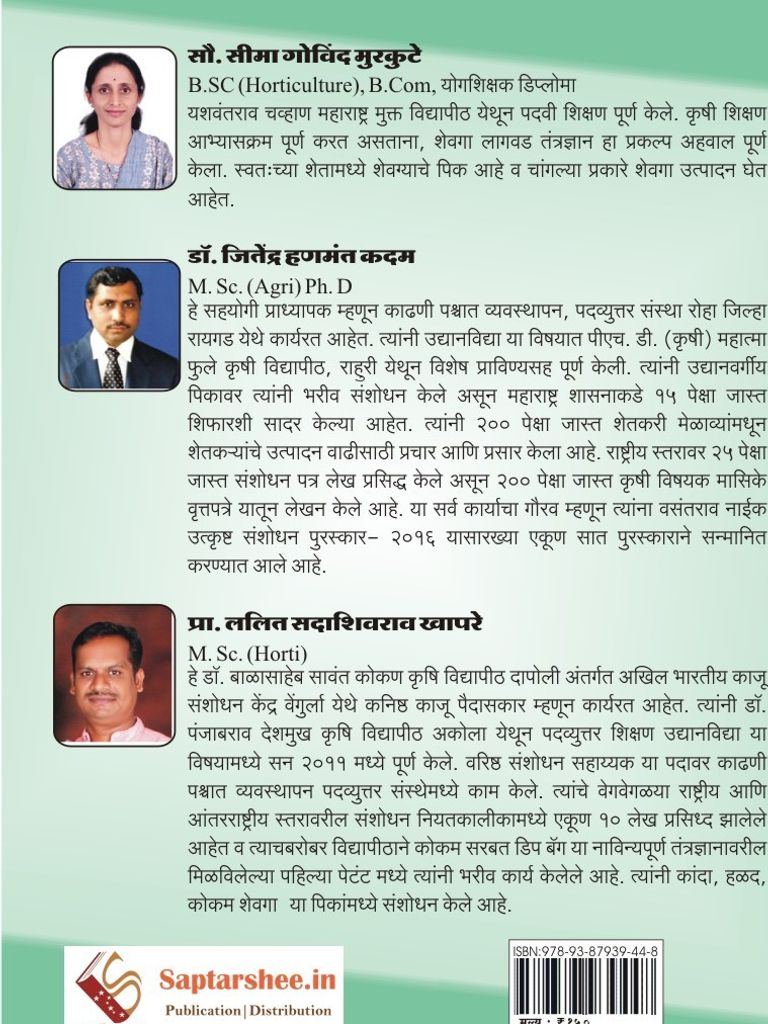 सौ. सीमा गोविंद मुरकुटे
B.SC (Horticulture), B.Com, योगशिक्षक डिप्लोमा
यशवंतराव चव्हाण महाराष्ट्र मुक्त विद्यापीठ येथून पदवी शिक्षण पूर्ण केले. कृषी शिक्षण
आभ्यासक्रम पूर्ण करत असताना, शेवगा लागवड तंत्रज्ञान हा प्रकल्प अहवाल पूर्ण
केला. स्वतःच्या शेतामध्ये शेवग्याचे पिक आहे व चांगल्या प्रकारे शेवगा उत्पादन घेत
आहेत.
डॉ. जितेंद्र हणमंत कदम
M. Sc. (Agri) Ph. D
हे सहयोगी प्राध्यापक म्हणून काढणी पश्चात व्यवस्थापन, पदव्युत्तर संस्था रोहा जिल्हा
रायगड येथे कार्यरत आहेत. त्यांनी उद्यानविद्या या विषयात पीएच. डी. (कृषी) महात्मा
फुले कृषी विद्यापीठ, राहुरी येथून विशेष प्राविण्यसह पूर्ण केली. त्यांनी उद्यानवर्गीय
पिकावर त्यांनी भरीव संशोधन केले असून महाराष्ट्र शासनाकडे १५ पेक्षा जास्त
शिफारशी सादर केल्या आहेत. त्यांनी २०० पेक्षा जास्त शेतकरी मेळाव्यांमधून
शेतकऱ्यांचे उत्पादन वाढीसाठी प्रचार आणि प्रसार केला आहे. राष्ट्रीय स्तरावर २५ पेक्षा
जास्त संशोधन पत्र लेख प्रसिद्ध केले असून २०० पेक्षा जास्त कृषी विषयक मासिके
वृत्तपत्रे यातून लेखन केले आहे. या सर्व कार्याचा गौरव म्हणून त्यांना वसंतराव नाईक
उत्कृष्ट संशोधन पुरस्कार– २०१६ यासारख्या एकूण सात पुरस्काराने सन्मानित
करण्यात आले आहे.
प्रा. ललित सदाशिवराव खापरे
M. Sc. (Horti)
हे डॉ. बाळासाहेब सावंत कोकण कृषि विद्यापीठ दापोली अंतर्गत अखिल भारतीय काजू
संशोधन केंद्र वेंगुर्ला येथे कनिष्ठ काजू पैदासकार म्हणून कार्यरत आहेत. त्यांनी डॉ.
पंजाबराव देशमुख कृषि विद्यापीठ अकोला येथून पदव्युत्तर शिक्षण उद्यानविद्या या
विषयामध्ये सन २०११ मध्ये पूर्ण केले. वरिष्ठ संशोधन सहाय्यक या पदावर काढणी
पश्चात व्यवस्थापन पदव्युत्तर संस्थेमध्ये काम केले. त्यांचे वेगवेगळया राष्ट्रीय आणि
आंतरराष्ट्रीय स्तरावरील संशोधन नियतकालीकामध्ये एकूण १० लेख प्रसिध्द झालेले
आहेत व त्याचबरोबर विद्यापीठाने कोकम सरबत डिप बॅग या नाविन्यपूर्ण तंत्रज्ञानावरील
मिळविलेल्या पहिल्या पेटंट मध्ये त्यांनी भरीव कार्य केलेले आहे. त्यांनी कांदा, हळद,
कोकम शेवगा या पिकांमध्ये संशोधन केले आहे.
Saptarshee.in
Publication|Distribution
ISBN:978-93-87939-44-8
मूल्य : ₹१५०